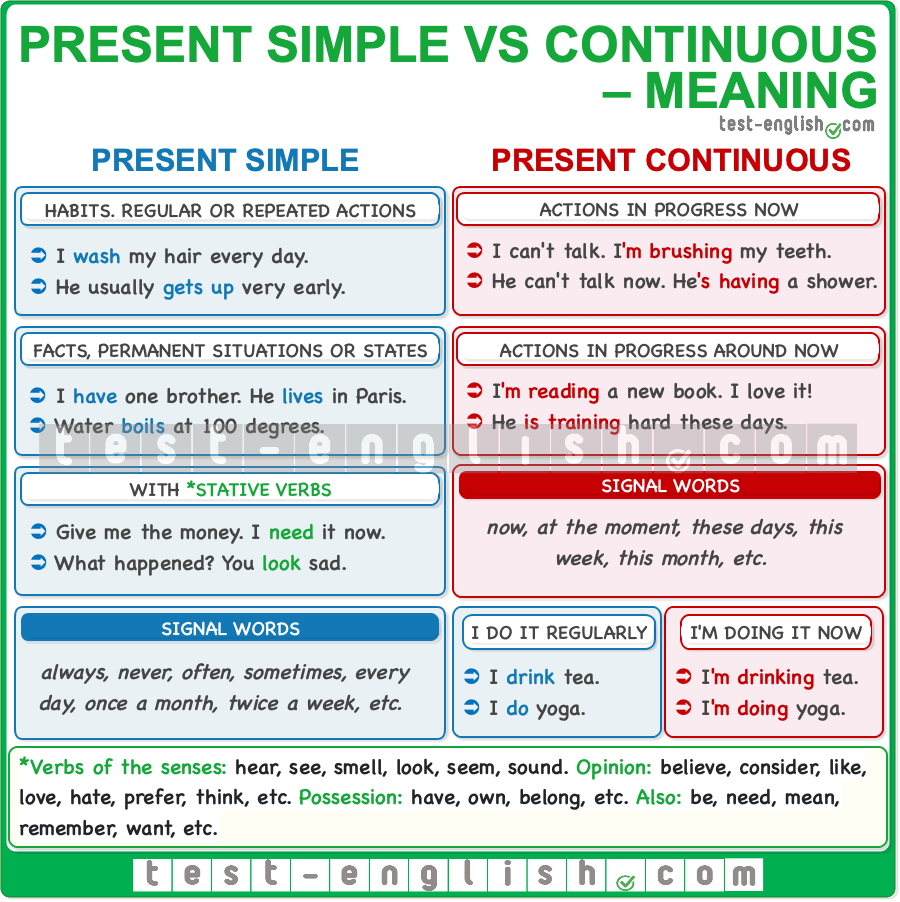 PRESENT SIMPLE VS CONTINUOUS
– MEANING
test-english.com
PRESENT SIMPLE
HABITS. REGULAR OR REPEATED ACTIONS
I wash my hair every day.
He usually gets up very early.
FACTS, PERMANENT SITUATIONS OR STATES
I have one brother. He lives in Paris.
Water boils at 100 degrees.
WITH *STATIVE VERBS
Give me the money. I need it now.
What happened? You look sad.
SIGNAL WORDS
always, never, often, sometimes, every
day, once a month, twice a week, etc.
PRESENT CONTINUOUS
ACTIONS IN PROGRESS NOW
I can't talk. I'm brushing my teeth.
He can't talk now. He's having a shower.
ACTIONS IN PROGRESS AROUND NOW
I'm reading a new book. I love it!
He is training hard these days.
test-english.com
SIGNAL WORDS
now, at the moment, these days, this
week, this month, etc.
I DO IT REGULARLY
I drink tea.
I do yoga.
I'M DOING IT NOW
I'm drinking tea.
I'm doing yoga.
*Verbs of the senses: hear, see, smell, look, seem, sound. Opinion: believe, consider, like,
love, hate, prefer, think, etc. Possession: have, own, belong, etc. Also: be, need, mean,
remember, want, etc.
test-english.com